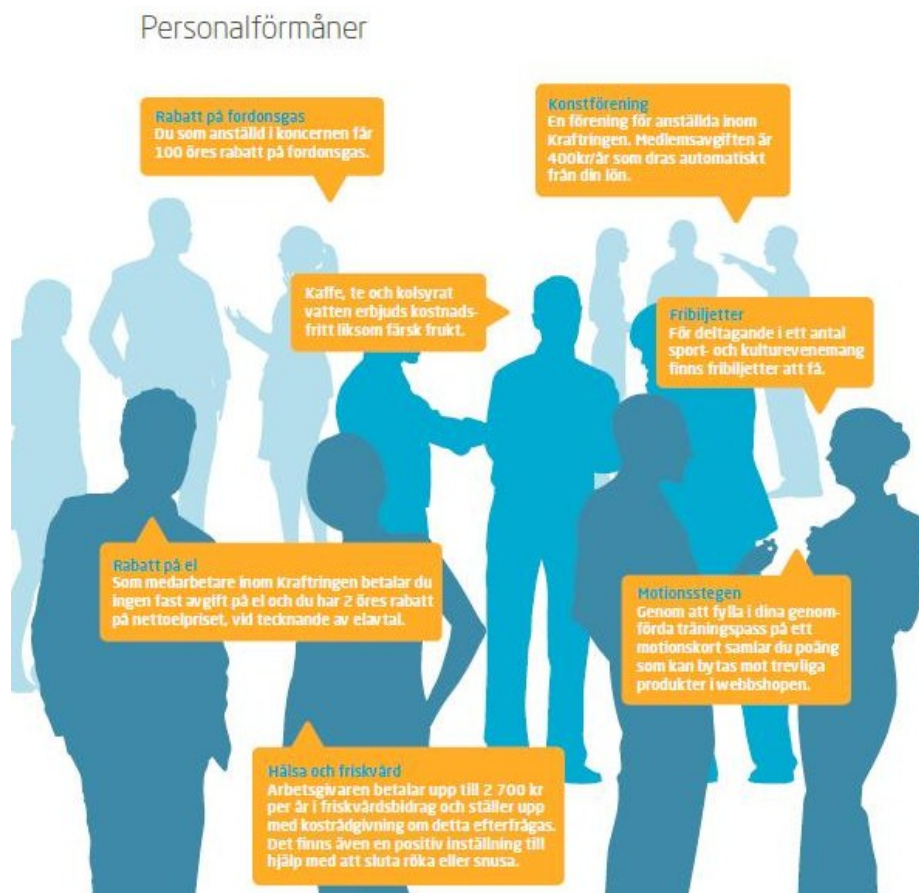 Personalförmåner
Rabatt på fordonsgas
Du som anställd i koncernen får
100 öres rabatt på fordonsgas.
Konstförening
En förening för anställda inom
Kraftringen. Medlemsavgiften är
400kr/år som dras automatiskt
från din lön.
Kaffe, te och kolsyrat
vatten erbjuds kostnads-
fritt liksom färsk frukt.
Fribiljetter
För deltagande i ett antal
sport- och kulturevenemang
finns fribiljetter att få.
Rabatt på el
Som medarbetare inom Kraftringen betalar du
ingen fast avgift på el och du har 2 öres rabatt
på nettoelpriset, vid tecknande av elavtal.
Motionsstegen
Genom att fylla i dina genom-
förda träningspass på ett
motionskort samlar du poäng
som kan bytas mot trevliga
produkter i webbshopen.
Hälsa och friskvård
Arbetsgivaren betalar upp till 2 700 kr
per år i friskvårdsbidrag och ställer upp
med kostrådgivning om detta efterfrågas.
Det finns även en positiv inställning till
hjälp med att sluta röka eller snusa.